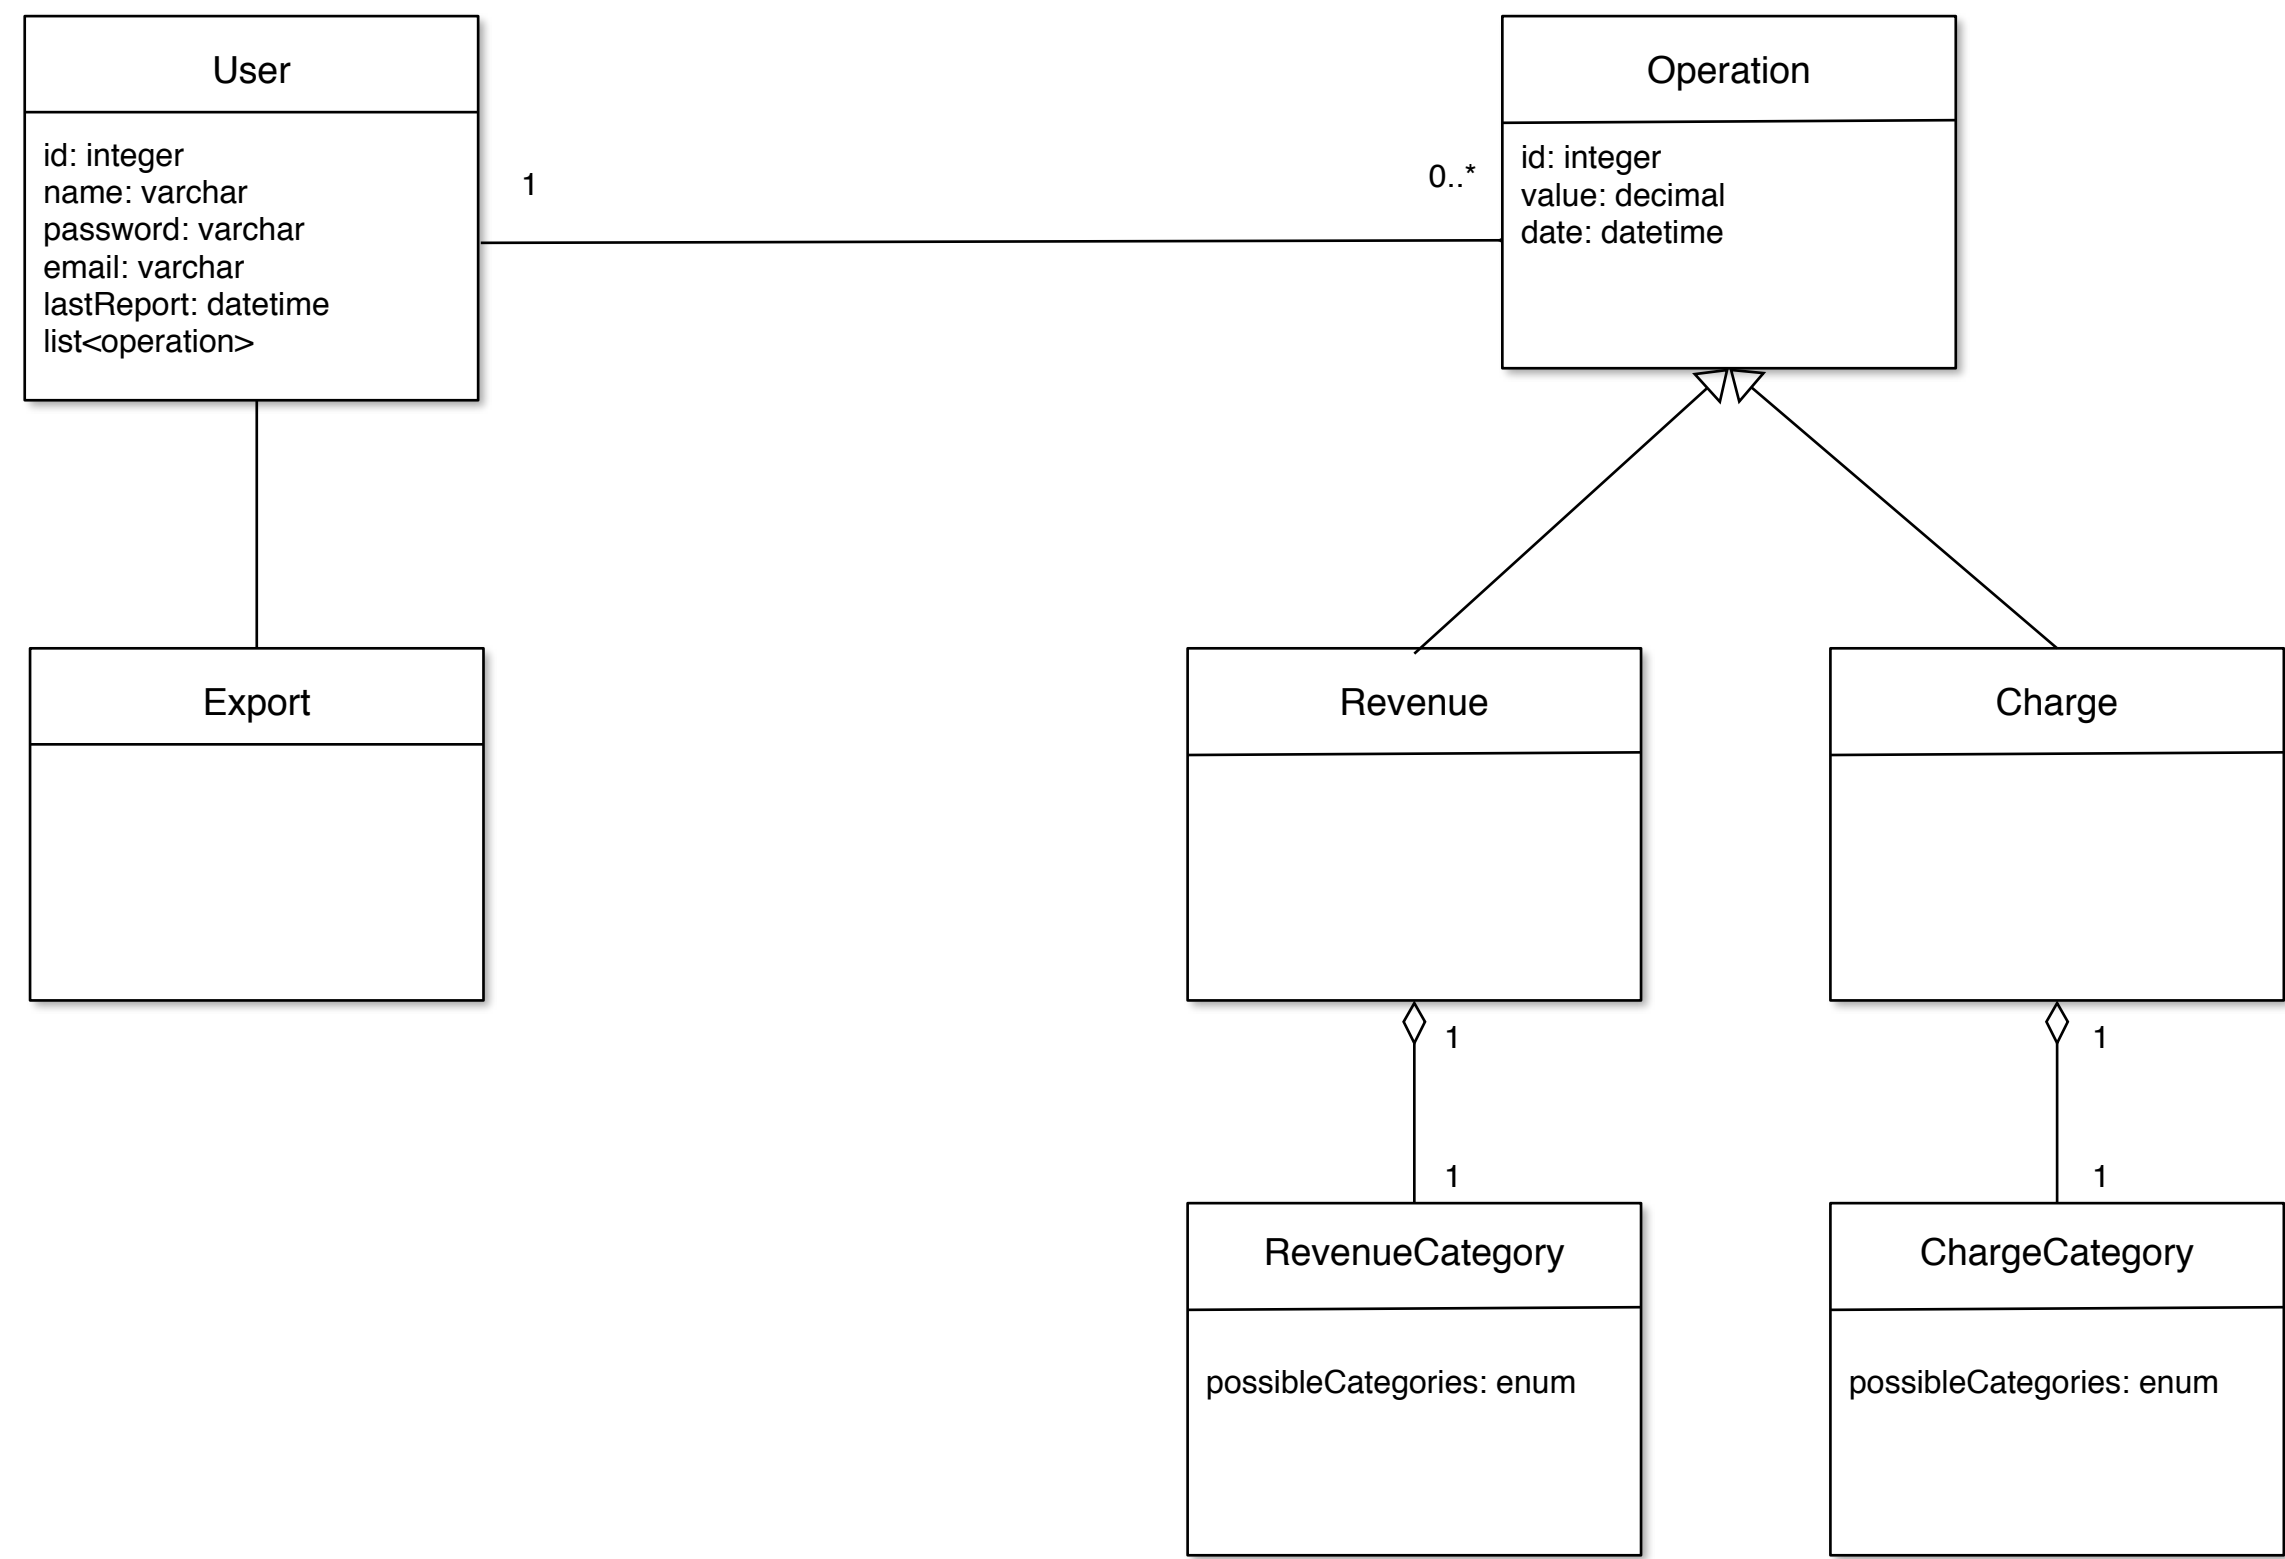 User
id: integer
name: varchar
password: varchar
email: varchar
lastReport: datetime
list<operation>
1
0..*
Operation
id: integer
value: decimal
date: datetime
Export
Revenue
Charge
1
1
1
1
RevenueCategory
possibleCategories: enum
ChargeCategory
possibleCategories: enum